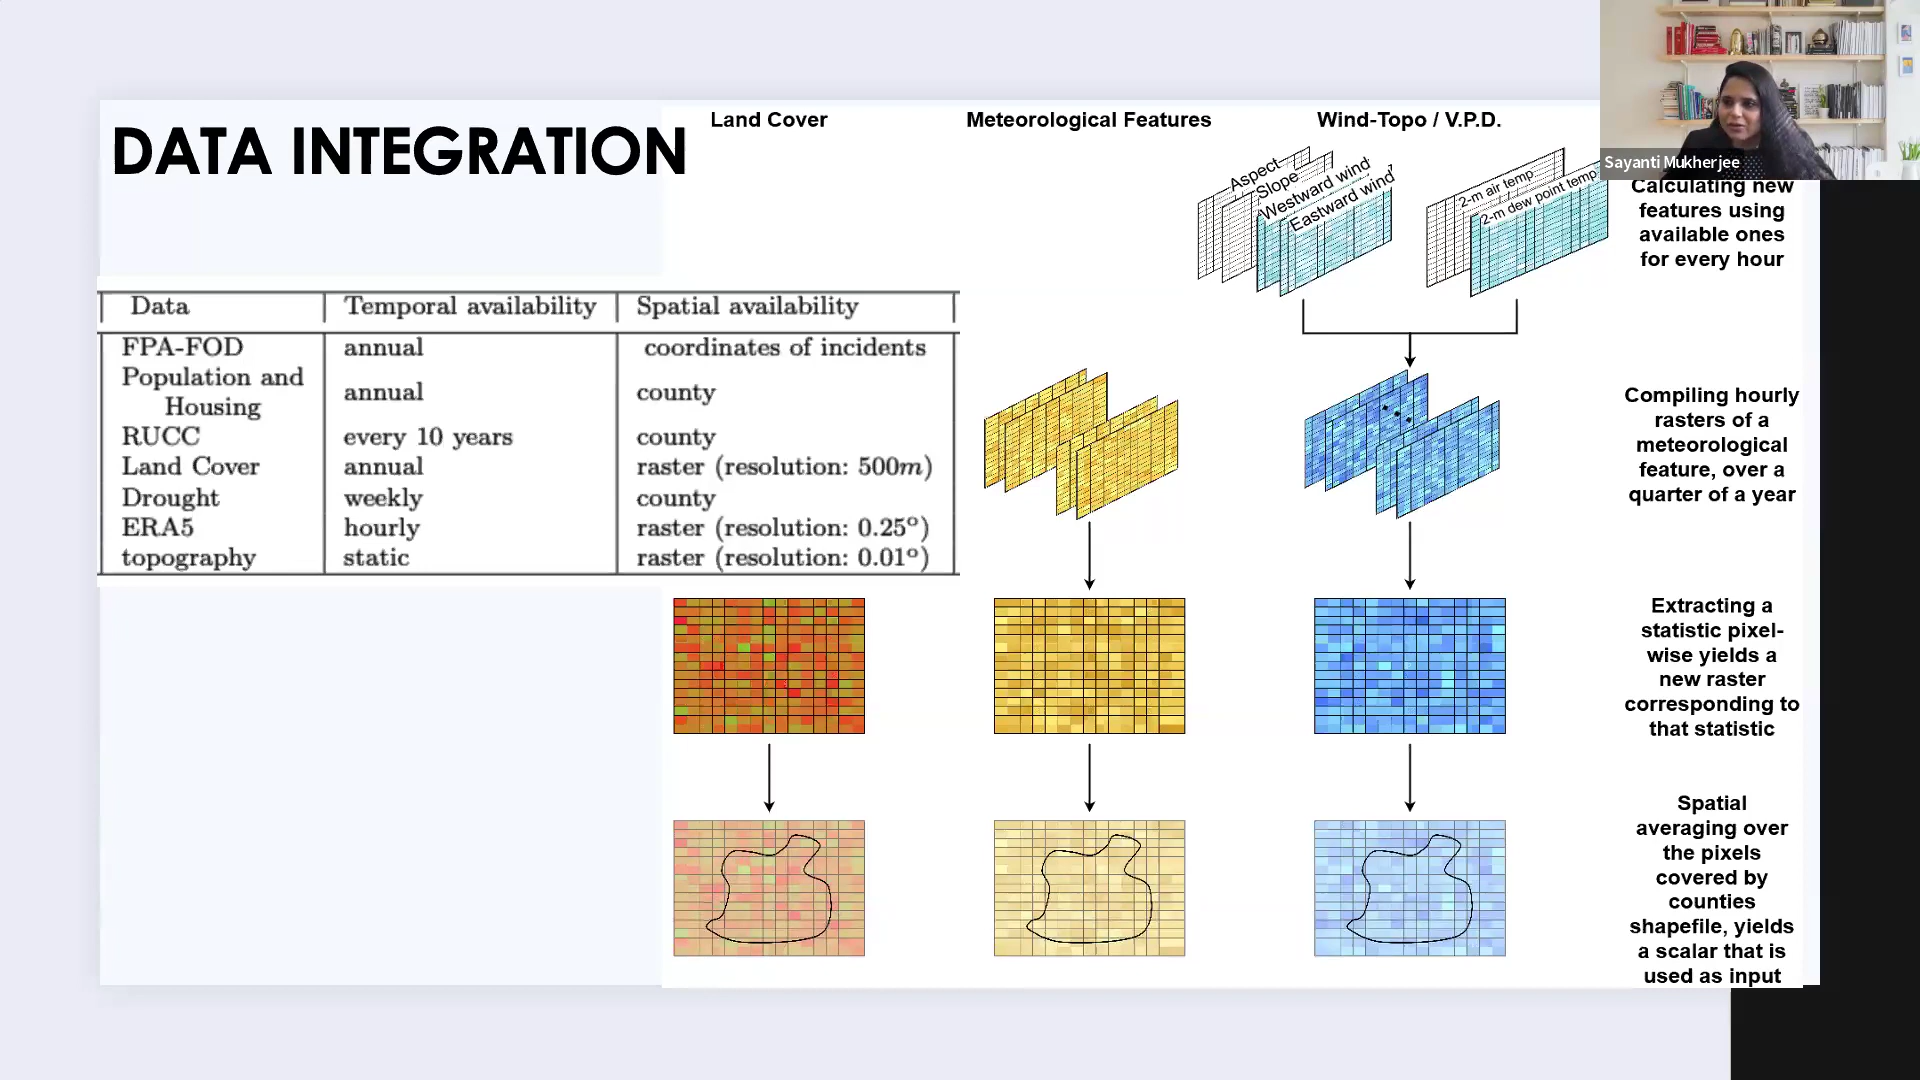 DATA INTEGRATION
Land Cover
Meteorological Features
Wind-Topo / V.P.D.
Sayanti Mukherjee
Aspect
Slope
Westward wind
Eastward wind
2-m air temp
2-m dew point temp
Calculating new
features using
available ones
for every hour
Data Temporal availability Spatial availability
FPA-FOD annual coordinates of incidents
Population and
Housing annual county
RUCC every 10 years county
Land Cover annual raster (resolution: 500m)
Drought weekly county
ERA5 hourly raster (resolution: 0.25º)
topography static raster (resolution: 0.01º)
Compiling hourly
rasters of a
meteorological
feature, over a
quarter of a year
Extracting a
statistic pixel-
wise yields a
new raster
corresponding to
that statistic
Spatial
averaging over
the pixels
covered by
counties
shapefile, yields
a scalar that is
used as input